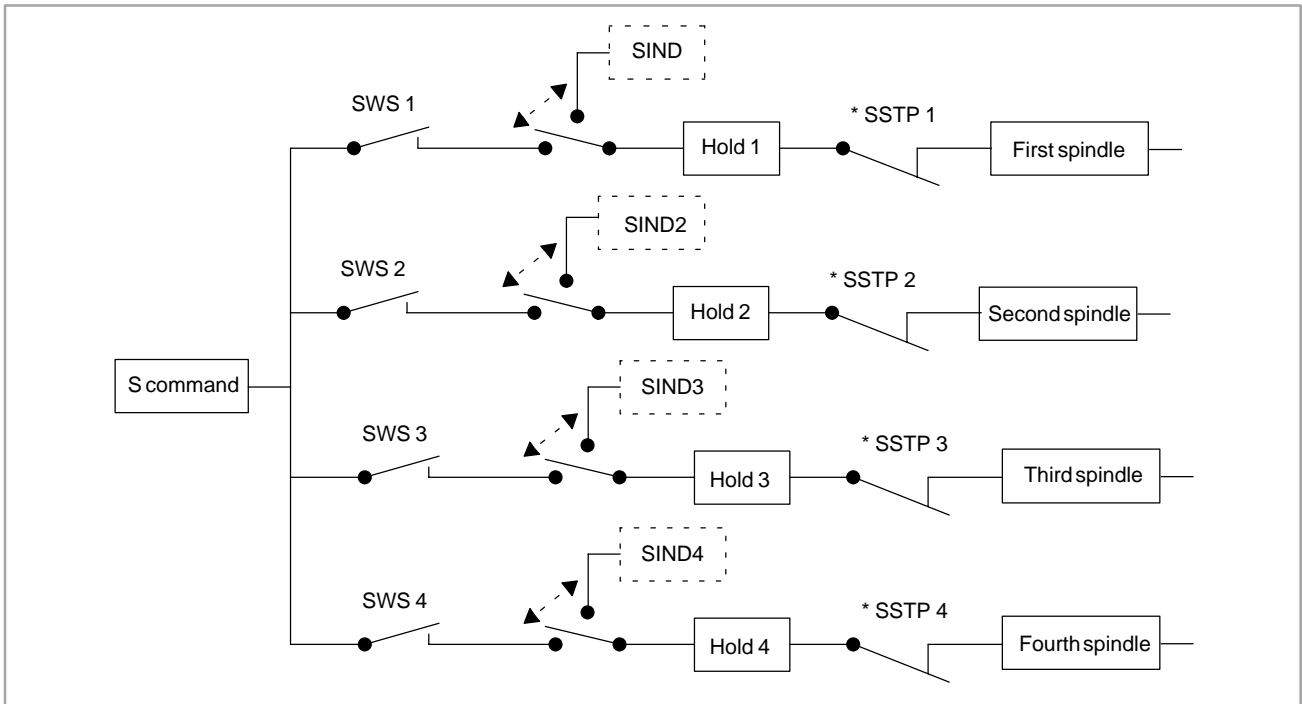 SIND
SWS 1
* SSTP 1
Hold 1
First spindle
SIND2
SWS 2
* SSTP 2
Hold 2
Second spindle
S command
SIND3
SWS 3
* SSTP 3
Hold 3
Third spindle
SIND4
SWS 4
* SSTP 4
Hold 4
Fourth spindle